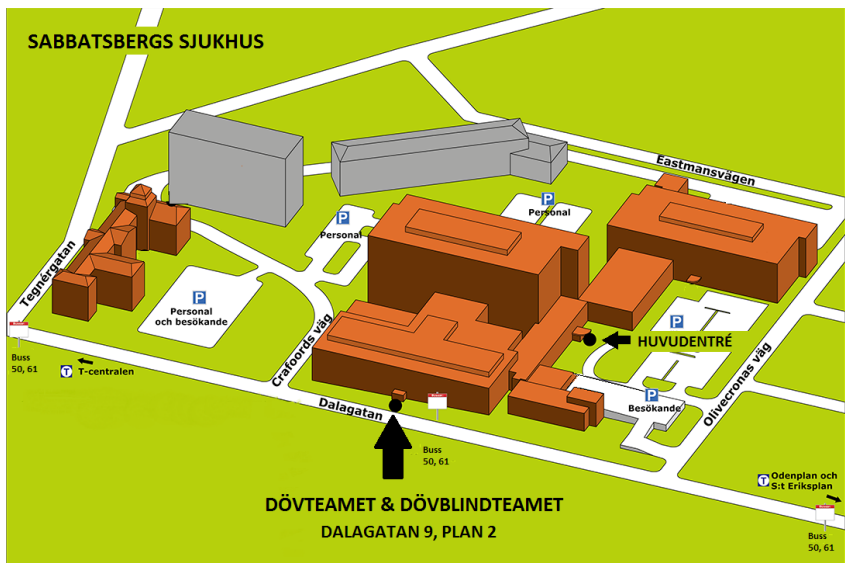 SABBATSBERGS SJUKHUS
Eastmansvägen
P
Personal
P
Personal
Tegnérgatan
P
Personal
och besökande
Crafoords väg
P
HUVUDENTRÉ
Olivecronas väg
Buss
50, 61
T T-centralen
P
Besökande
Dalagatan
Buss
50, 61
T Odenplan och
S:t Eriksplan
DÖVTEAMET & DÖVBLINDTEAMET
DALAGATAN 9, PLAN 2
Buss
50, 61